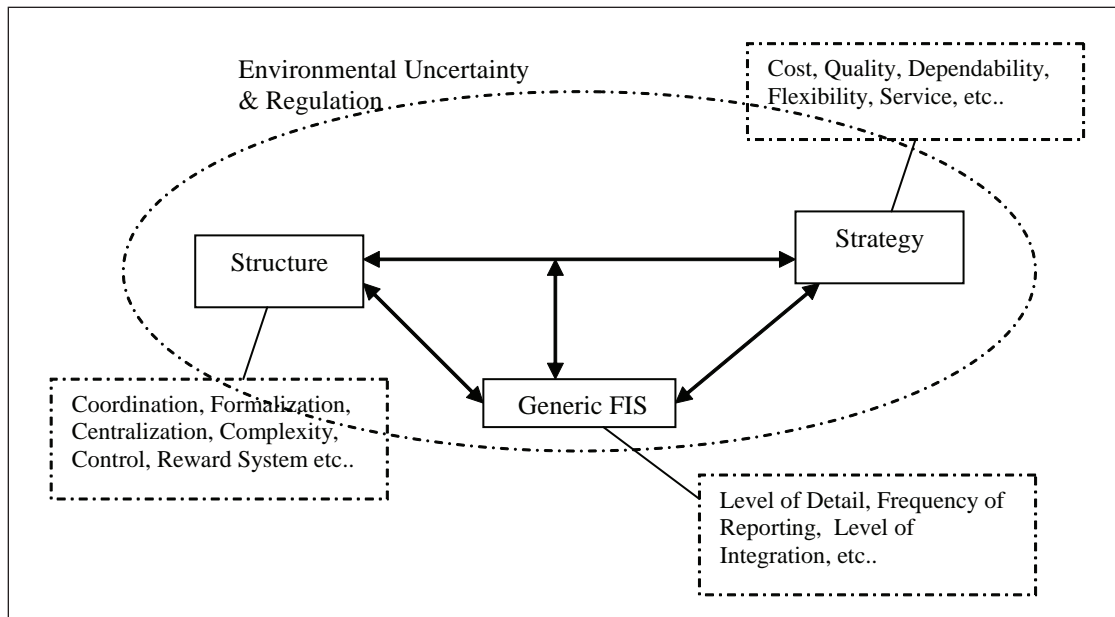 Environmental Uncertainty
& Regulation
Cost, Quality, Dependability,
Flexibility, Service, etc..
Strategy
Structure
Generic FIS
Coordination, Formalization,
Centralization, Complexity,
Control, Reward System etc..
Level of Detail, Frequency of
Reporting, Level of
Integration, etc..